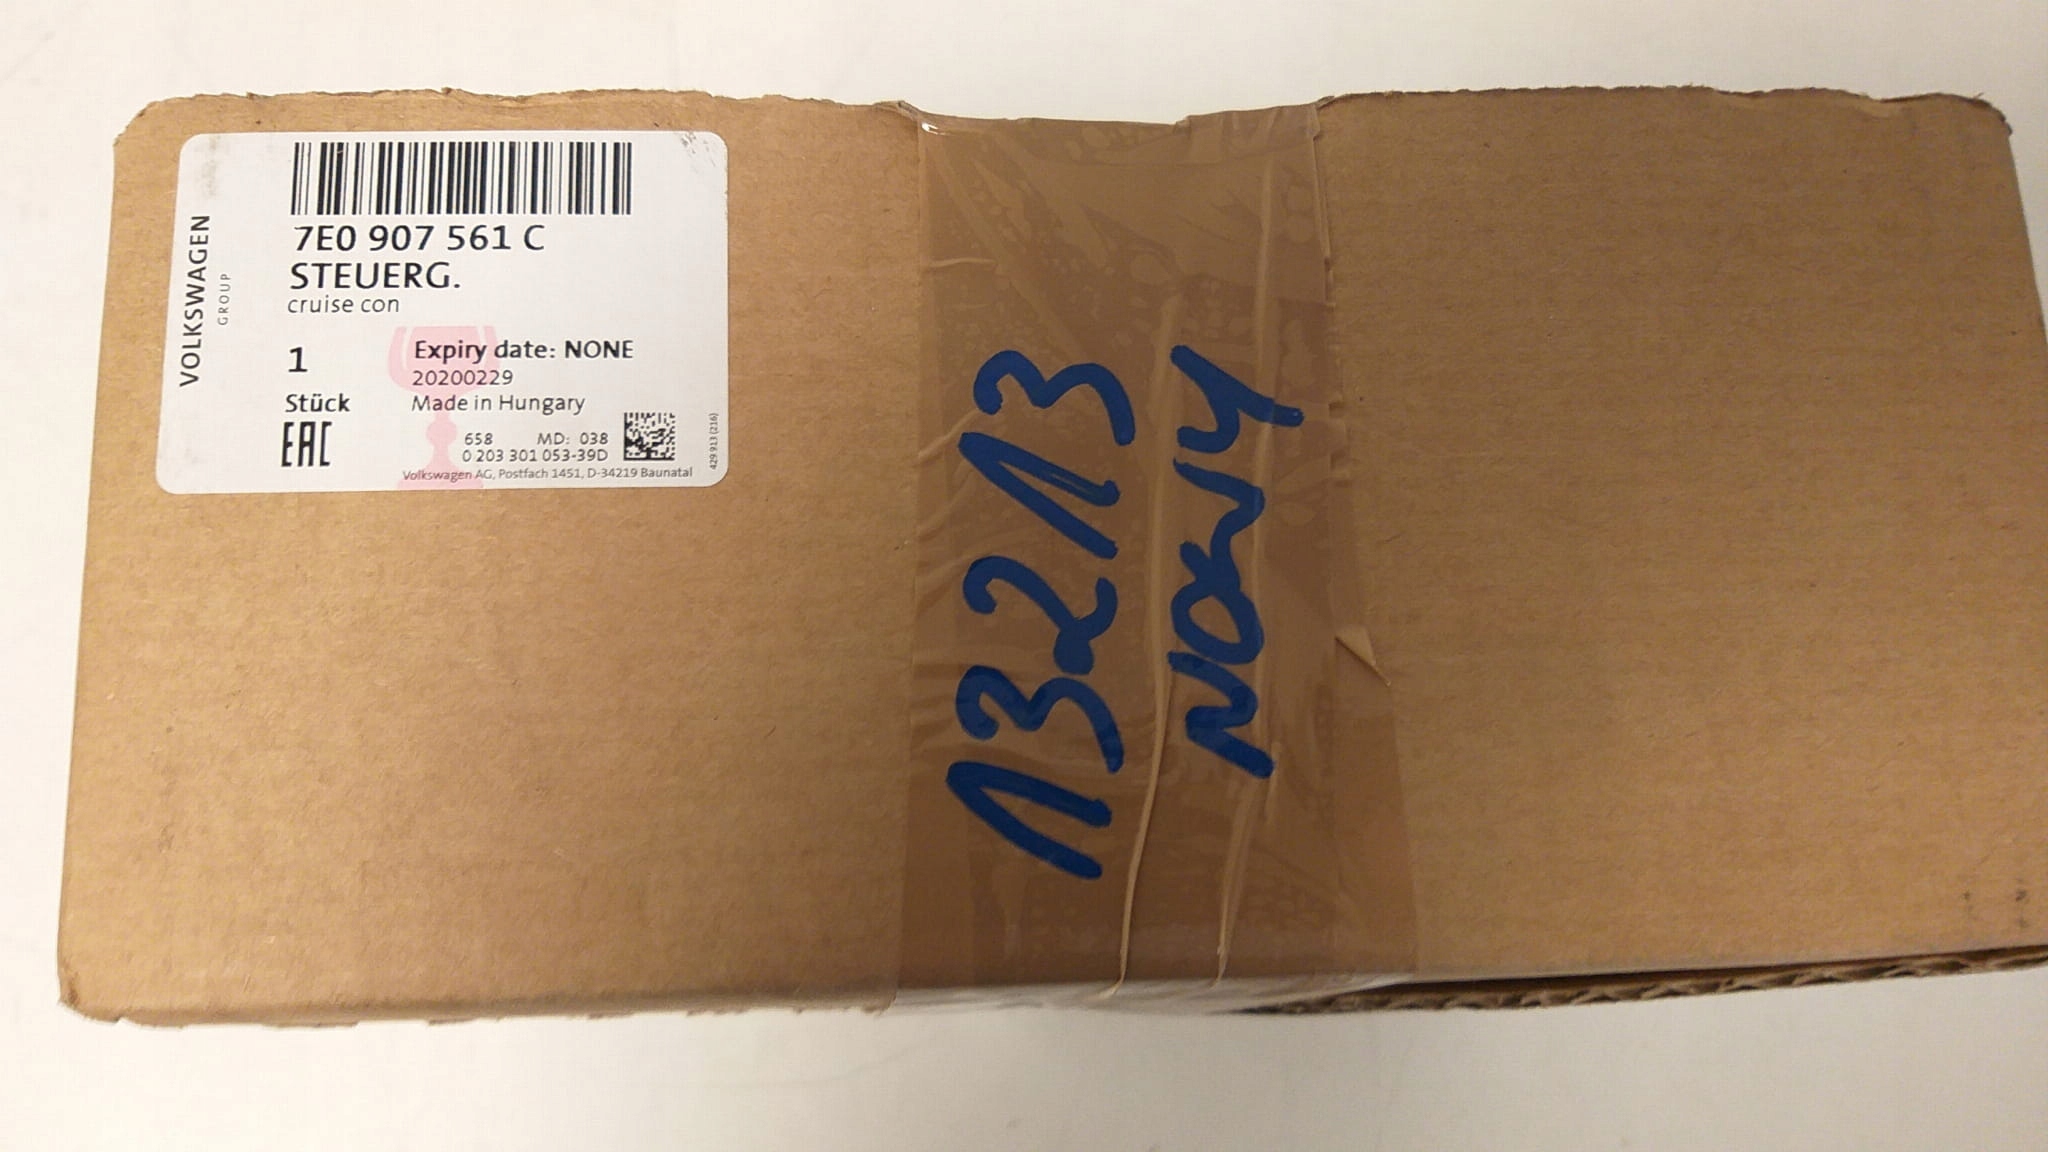 VOLKSWAGEN
GROUP
7E0 907 561 C
STEUERG.
cruise con
1
Stück
EAC
Expiry date: NONE
20200229
Made in Hungary
658 MD: 038
0 203 301 053-39D
Volkswagen AG, Postfach 1451, D-34219 Baunatal
429 913 (216)
13213
NOWY